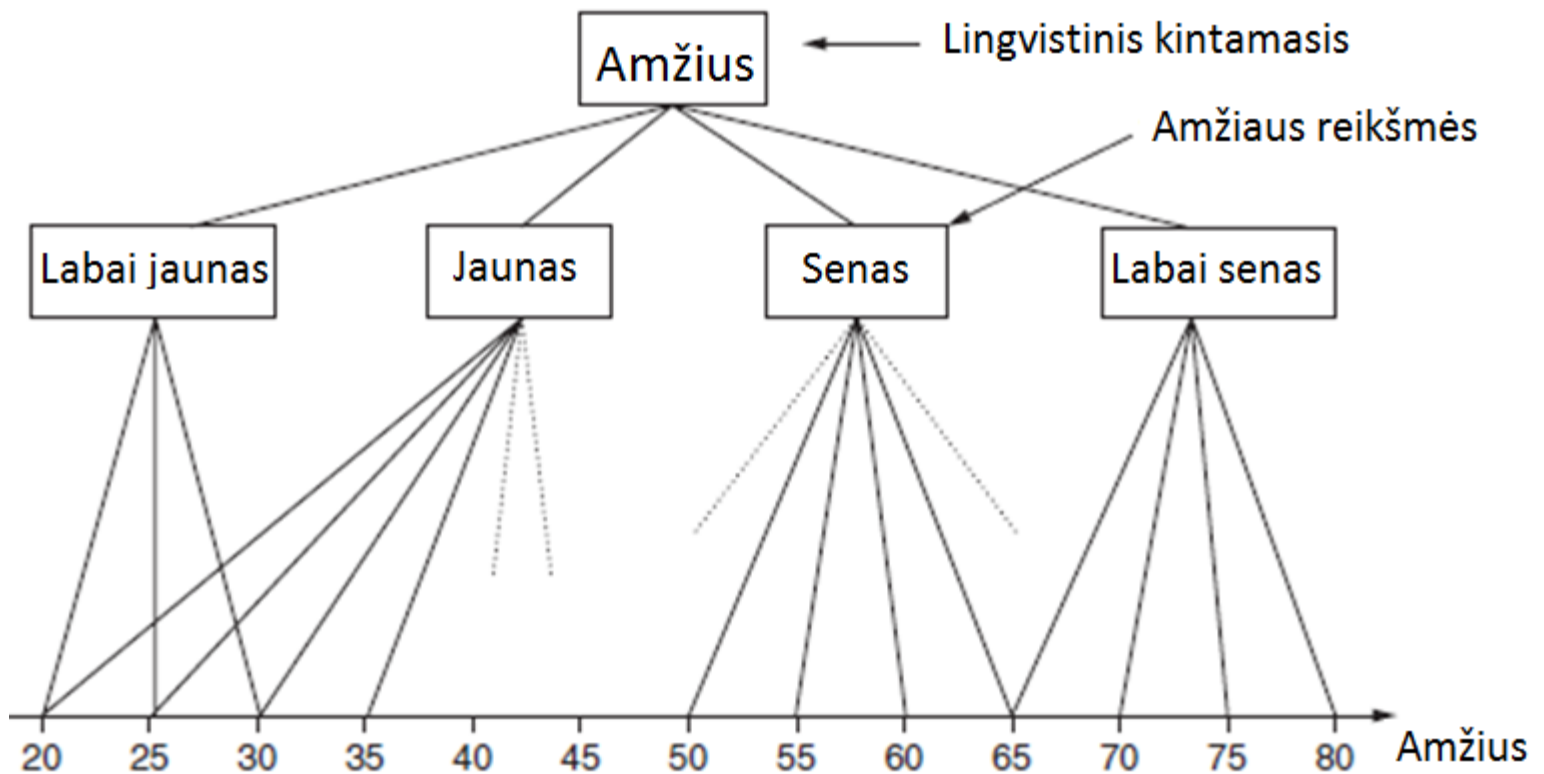 Amžius
Lingvistinis kintamasis
Amžiaus reikšmės
Labai jaunas
Jaunas
Senas
Labai senas
20 25 30 35 40 45 50 55 60 65 70 75 80
Amžius